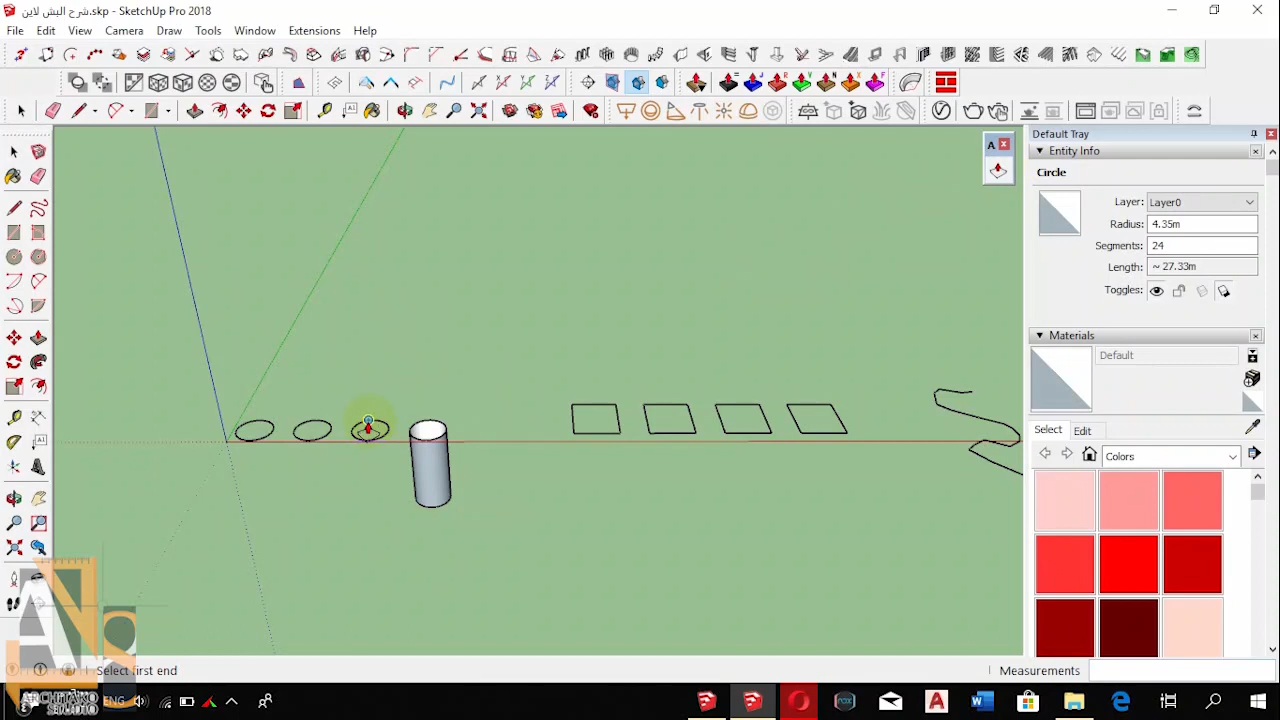 شرح البش لاين.skp - SketchUp Pro 2018
File Edit View Camera Draw Tools Window Extensions Help
Default Tray
Entity Info
Circle
Layer: Layer0
Radius: 4.35m
Segments: 24
Length: ~ 27.33m
Toggles:
Materials
Default
Select Edit
Colors
A
Select first end
Measurements
ENG
ARCHITAKO
STUDIO